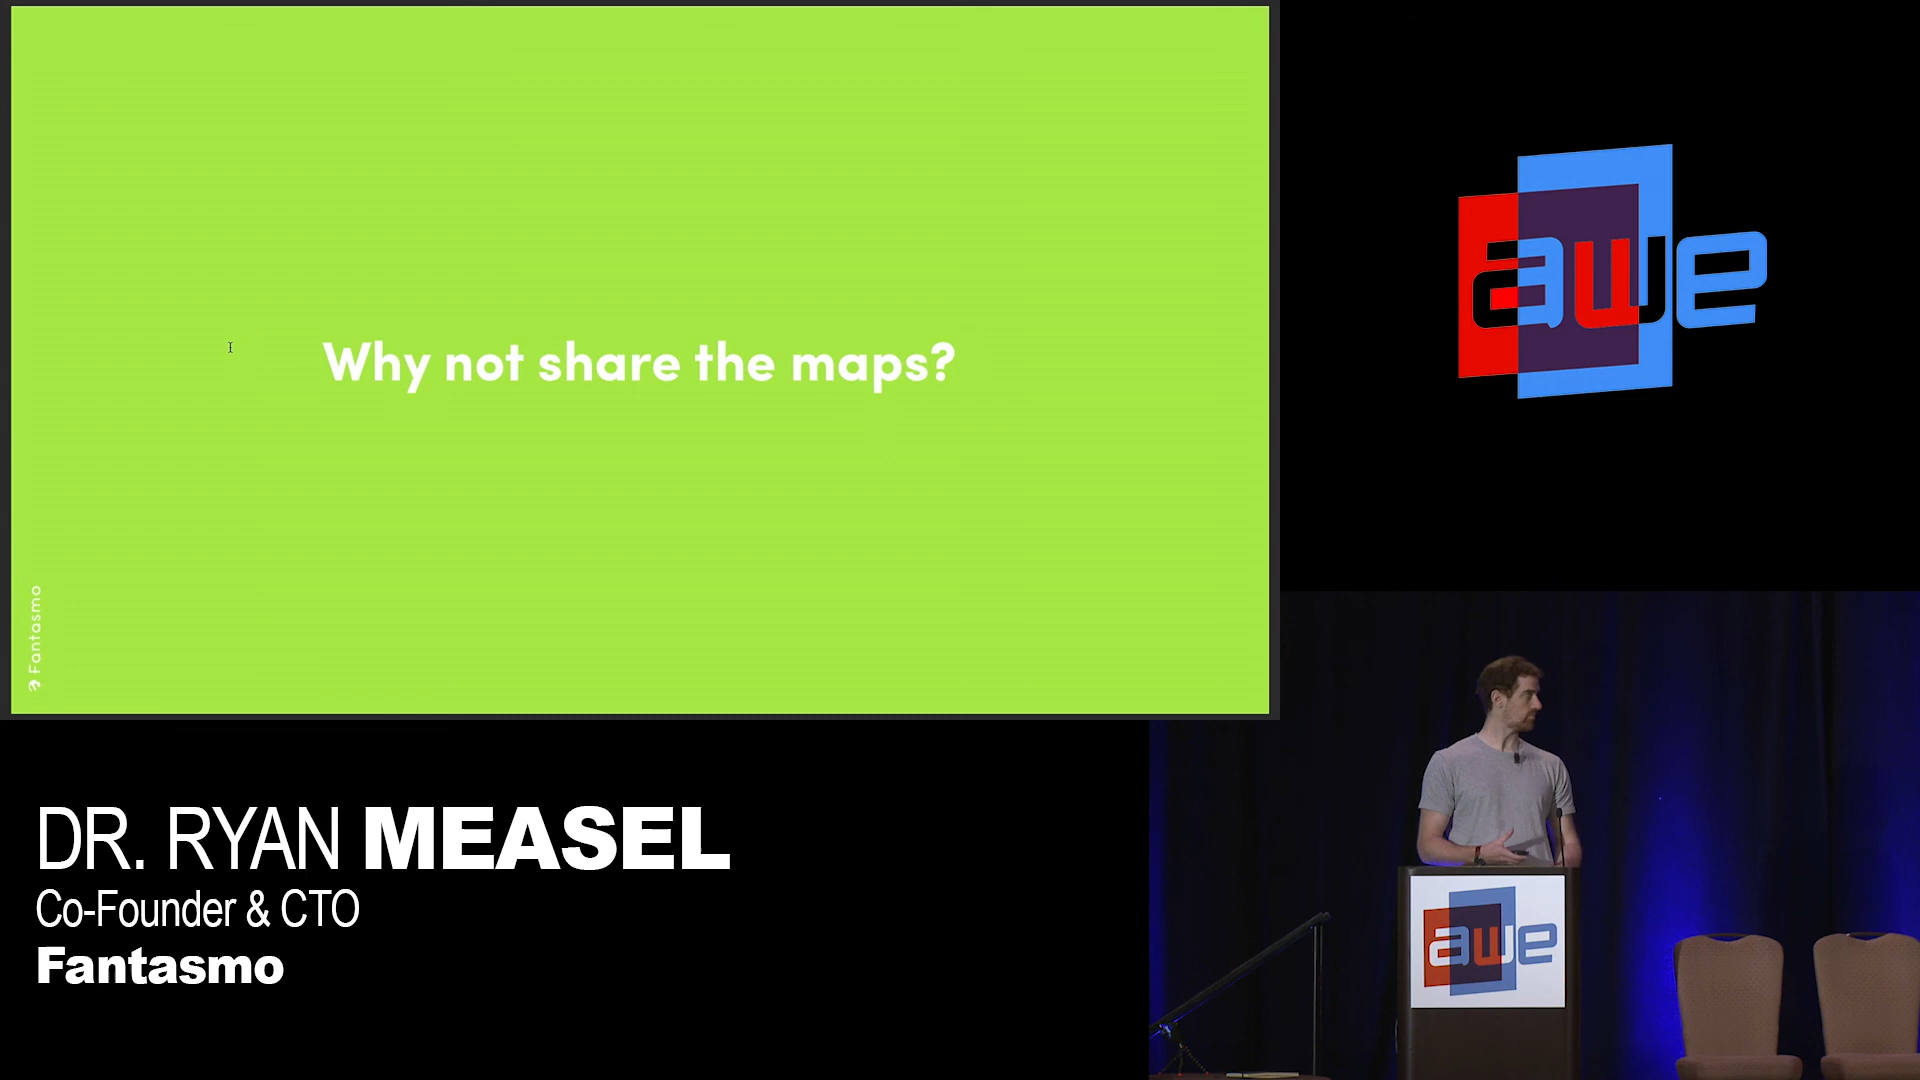 Why not share the maps?
Fantasmo
awe
DR. RYAN MEASEL
Co-Founder & CTO
Fantasmo
awe